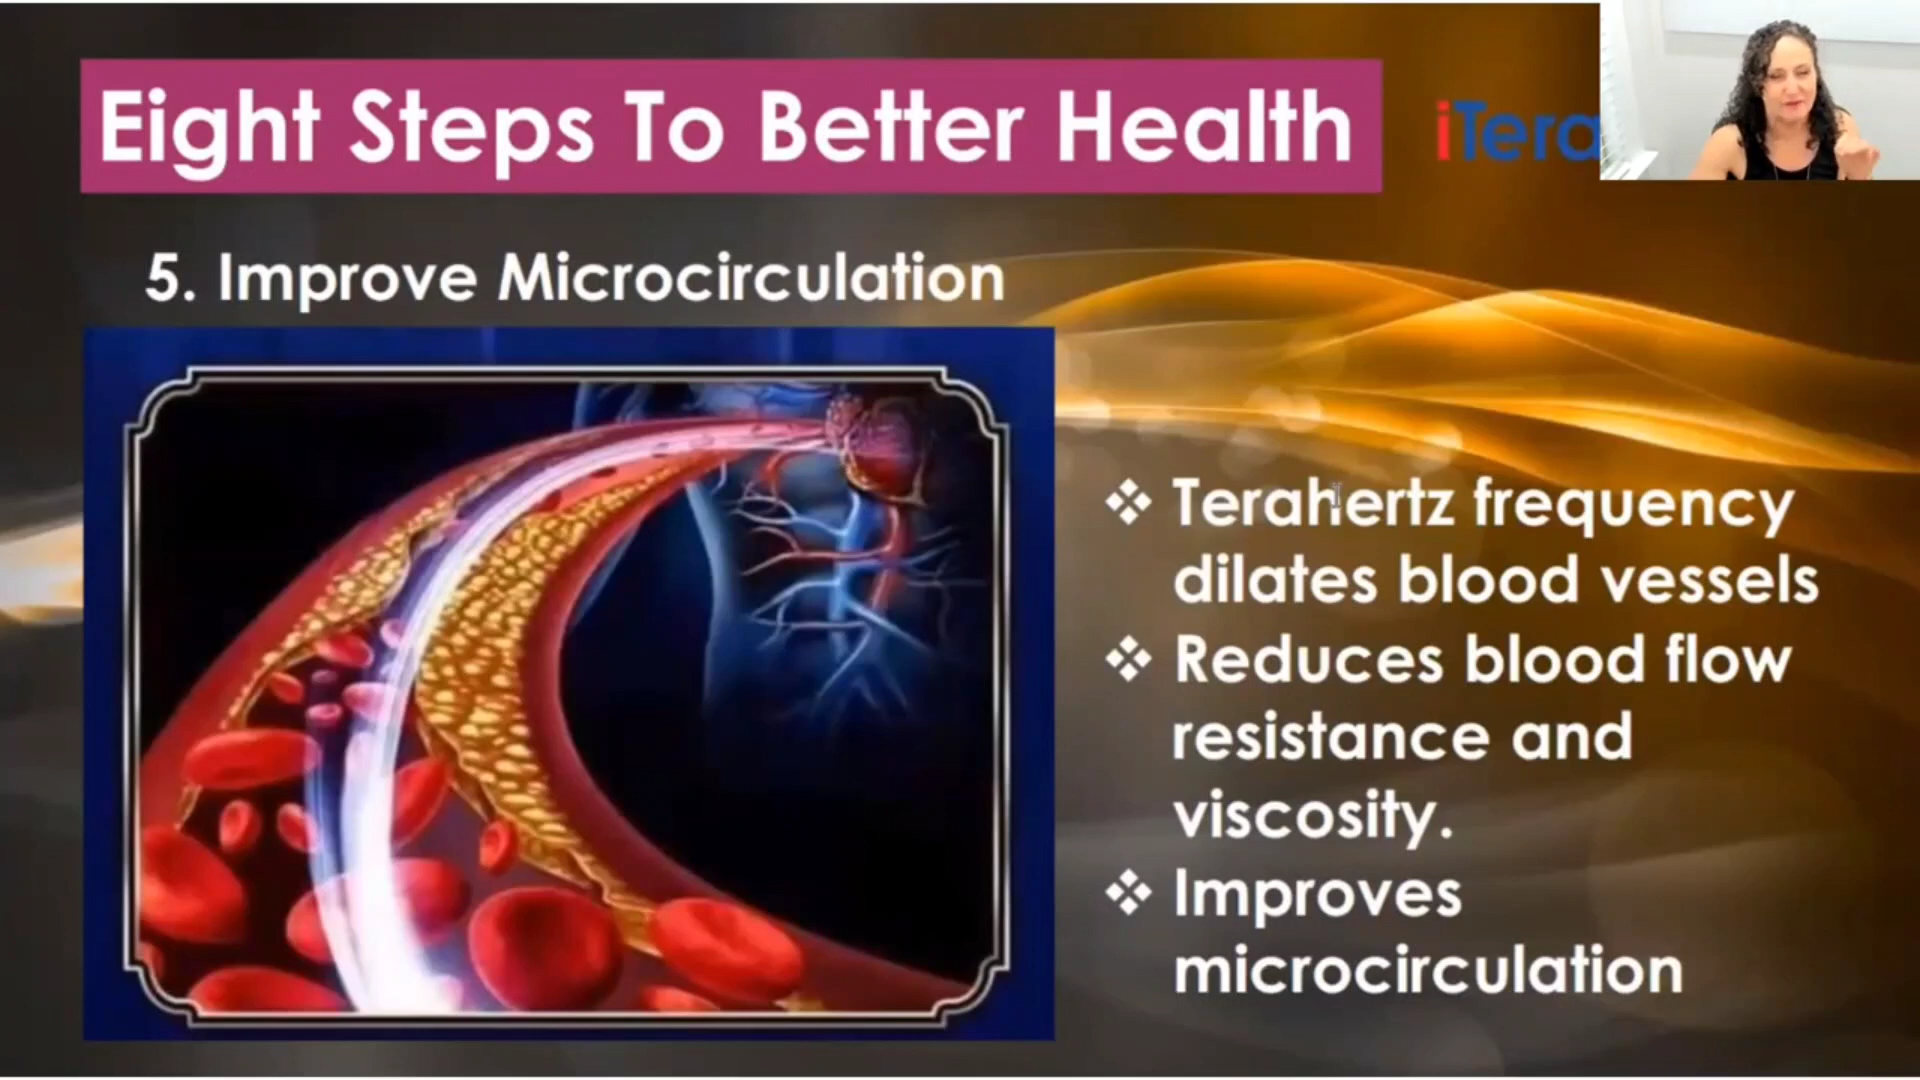 Eight Steps To Better Health
iTera
5. Improve Microcirculation
❖ Terahertz frequency
dilates blood vessels
❖ Reduces blood flow
resistance and
viscosity.
❖ Improves
microcirculation